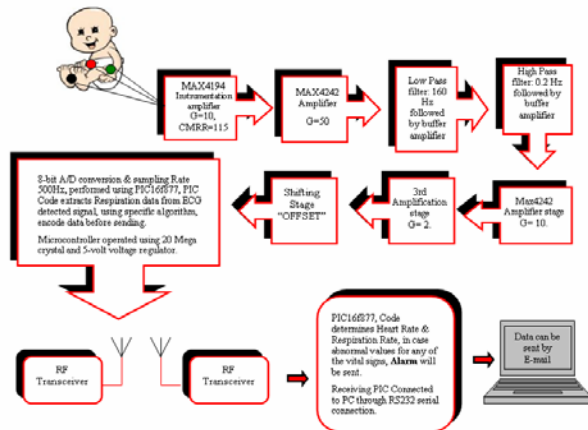 MAX4194
Instrumentation
amplifier
G=10,
CMRR=115
MAX4242
Amplifier
G=50
Low Pass
filter: 160
Hz
followed
by buffer
amplifier
High Pass
filter: 0.2 Hz
followed by
buffer
amplifier
Max4242
Amplifier stage
G= 10.
3rd
Amplification
stage
G= 2.
Shifting
Stage
"OFFSET"
8-bit A/D conversion & sampling Rate
500Hz, performed using PIC16f877, PIC
Code extracts Respiration data from ECG
detected signal, using specific algorithm,
encode data before sending.
Microcontroller operated using 20 Mega
crystal and 5-volt voltage regulator.
RF
Transceiver
RF
Transceiver
PIC16f877, Code
determines Heart Rate &
Respiration Rate, in case
abnormal values for any of
the vital signs, Alarm will
be sent.
Receiving PIC Connected
to PC through RS232 serial
connection.
Data can be
sent by
E-mail